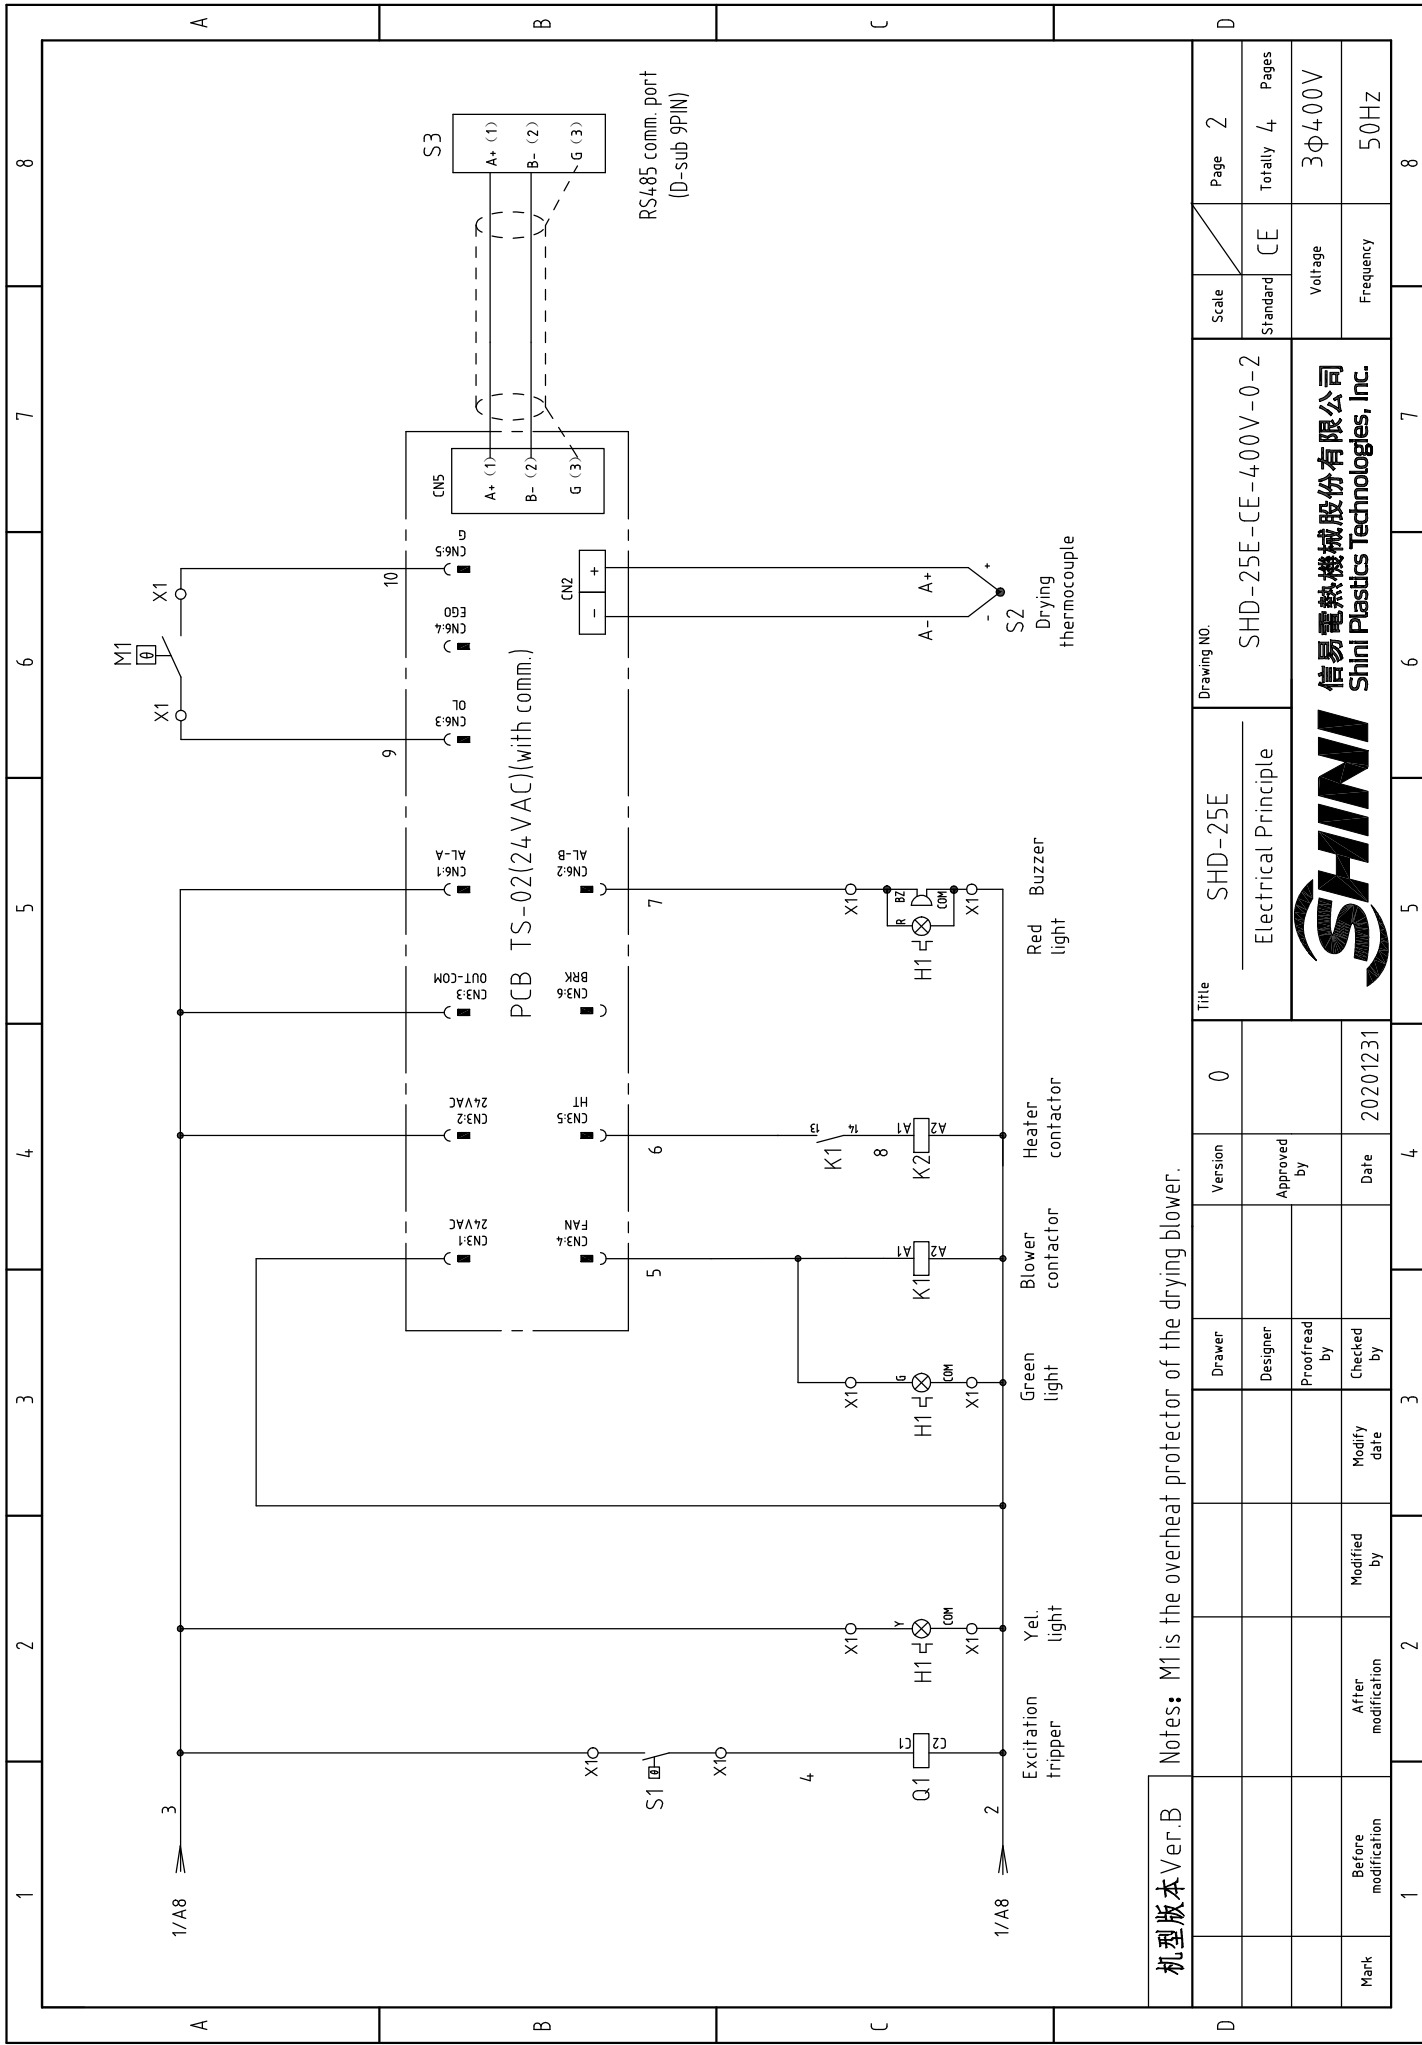 1 2 3 4 5 6 7 8
A
B
C
D
1/A8
3
1/A8
2
X1
S1
θ
X1
4
C1
Q1
C2
Excitation
tripper
X1
Y
H1
COM
X1
Yel.
light
X1
G
H1
COM
X1
Green
light
CN3:1
24VAC
CN3:4
FAN
5
A1
K1
A2
Blower
contactor
CN3:2
24VAC
CN3:5
HT
6
13
K1
14
8
A1
K2
A2
Heater
contactor
CN3:3
OUT-COM
CN3:6
BRK
PCB TS-02(24VAC)(with comm.)
CN6:1
AL-A
CN6:2
AL-B
7
X1
R
BZ
H1
COM
X1
Red
light
Buzzer
X1
M1
θ
X1
9
10
CN6:3
OL
CN6:4
EGO
CN6:5
G
CN2
- +
A-
A+
-
+
S2
Drying
thermocouple
CN5
A+ (1)
B- (2)
G (3)
S3
A+ (1)
B- (2)
G (3)
RS485 comm. port
(D-sub 9PIN)
机型版本Ver.B
Notes: M1 is the overheat protector of the drying blower.
Mark
Before
modification
After
modification
Modified
by
Modify
date
Drawer
Designer
Proofread
by
Checked
by
Version
0
Approved
by
Date
20201231
Title
SHD-25E
Electrical Principle
Drawing NO.
SHD-25E-CE-400V-0-2
SHINI
信易電熱機械股份有限公司
Shini Plastics Technologies, Inc.
Scale
Page 2
Standard
CE
Totally 4 Pages
Voltage
3ϕ400V
Frequency
50HZ
A
B
C
D
1 2 3 4 5 6 7 8